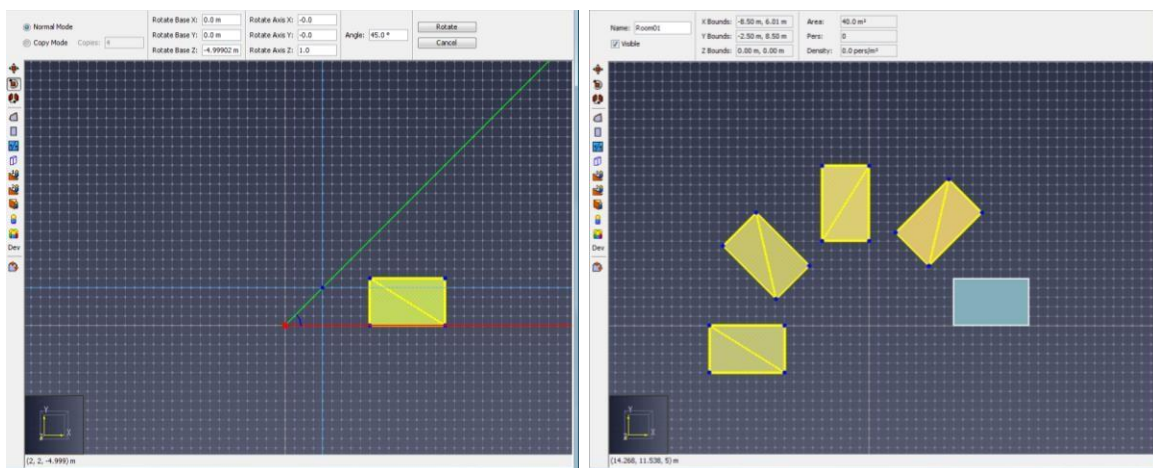 Normal Mode
Copy Mode Copies: 4
Rotate Base X: 0.0 m
Rotate Base Y: 0.0 m
Rotate Base Z: -4.99902 m
Rotate Axis X: -0.0
Rotate Axis Y: -0.0
Rotate Axis Z: 1.0
Angle: 45.0 °
Rotate
Cancel
Dev
Y
X
(2, 2, -4.999) m
Name: Room01
Visible
X Bounds: -8.50 m, 6.01 m
Y Bounds: -2.50 m, 8.50 m
Z Bounds: 0.00 m, 0.00 m
Area: 40.0 m²
Pers: 0
Density: 0.0 pers/m²
Dev
Y
X
(14.268, 11.538, 5) m